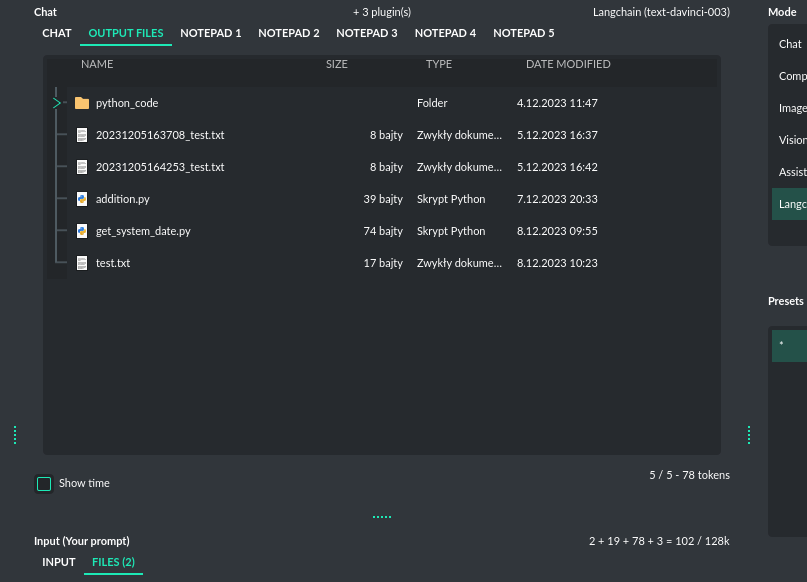 Chat + 3 plugin(s) Langchain (text-davinci-003) Mode
CHAT OUTPUT FILES NOTEPAD 1 NOTEPAD 2 NOTEPAD 3 NOTEPAD 4 NOTEPAD 5
Chat
NAME SIZE TYPE DATE MODIFIED
Comp
python_code Folder 4.12.2023 11:47
Image
20231205163708_test.txt 8 bajty Zwykły dokume... 5.12.2023 16:37
Vision
20231205164253_test.txt 8 bajty Zwykły dokume... 5.12.2023 16:42
Assist
addition.py 39 bajty Skrypt Python 7.12.2023 20:33
Langc
get_system_date.py 74 bajty Skrypt Python 8.12.2023 09:55
test.txt 17 bajty Zwykły dokume... 8.12.2023 10:23
Presets
*
Show time 5 / 5 - 78 tokens
Input (Your prompt) 2 + 19 + 78 + 3 = 102 / 128k
INPUT FILES (2)